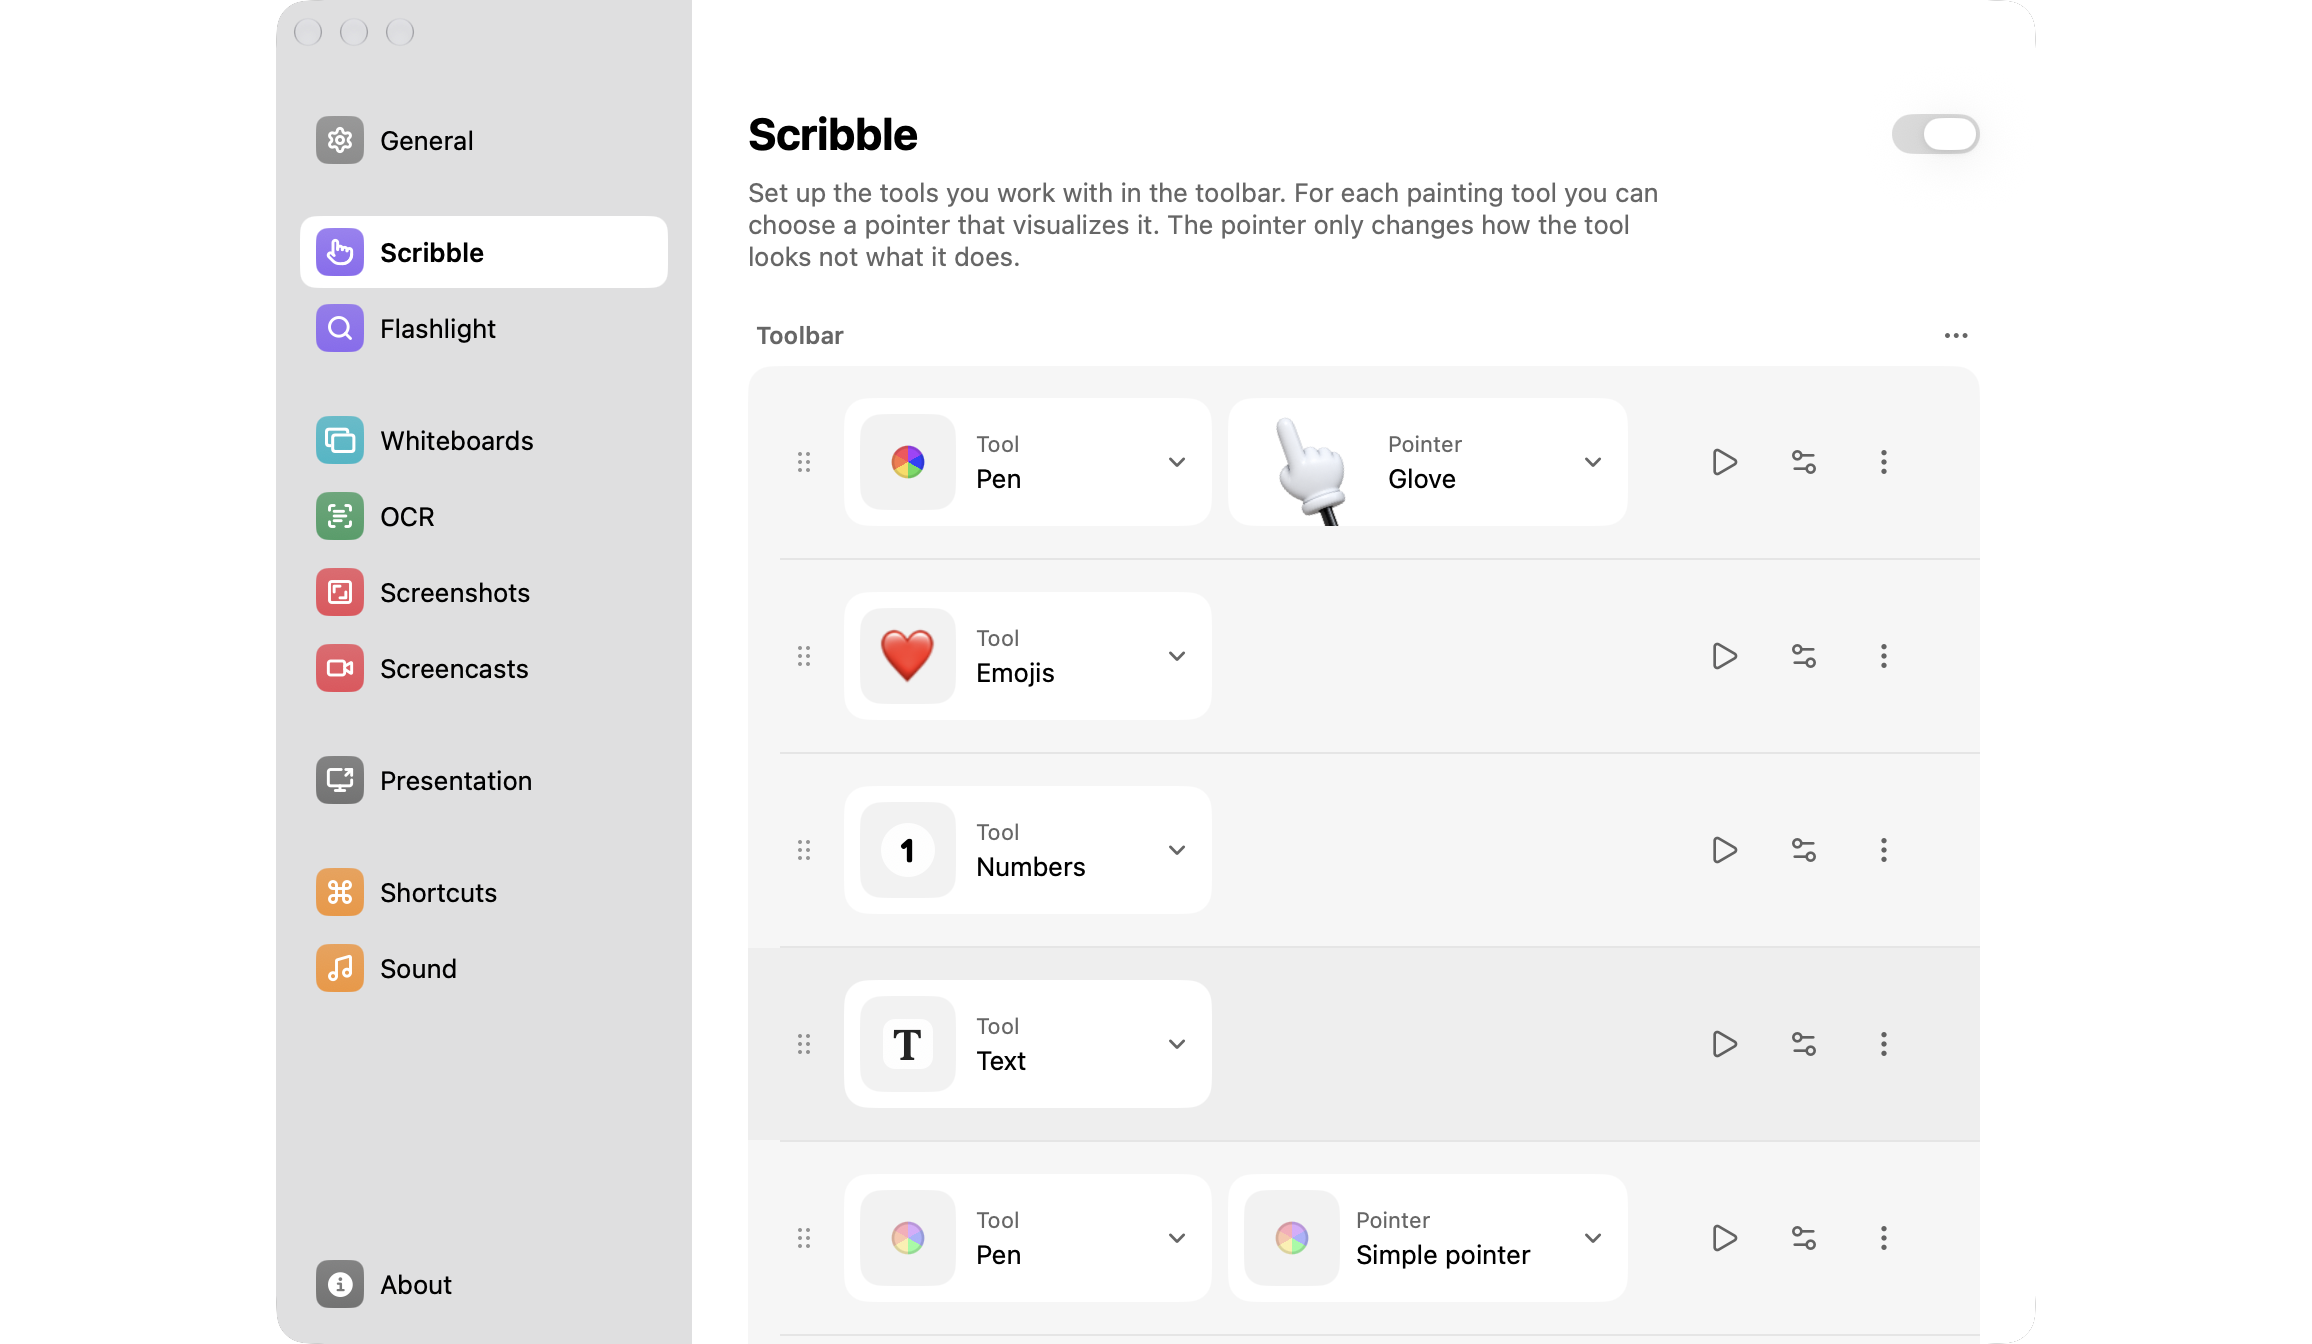 General
Scribble
Flashlight
Whiteboards
OCR
Screenshots
Screencasts
Presentation
Shortcuts
Sound
About
Scribble
Set up the tools you work with in the toolbar. For each painting tool you can
choose a pointer that visualizes it. The pointer only changes how the tool
looks not what it does.
Toolbar
Tool
Pen
Pointer
Glove
Tool
Emojis
1
Tool
Numbers
T
Tool
Text
Tool
Pen
Pointer
Simple pointer